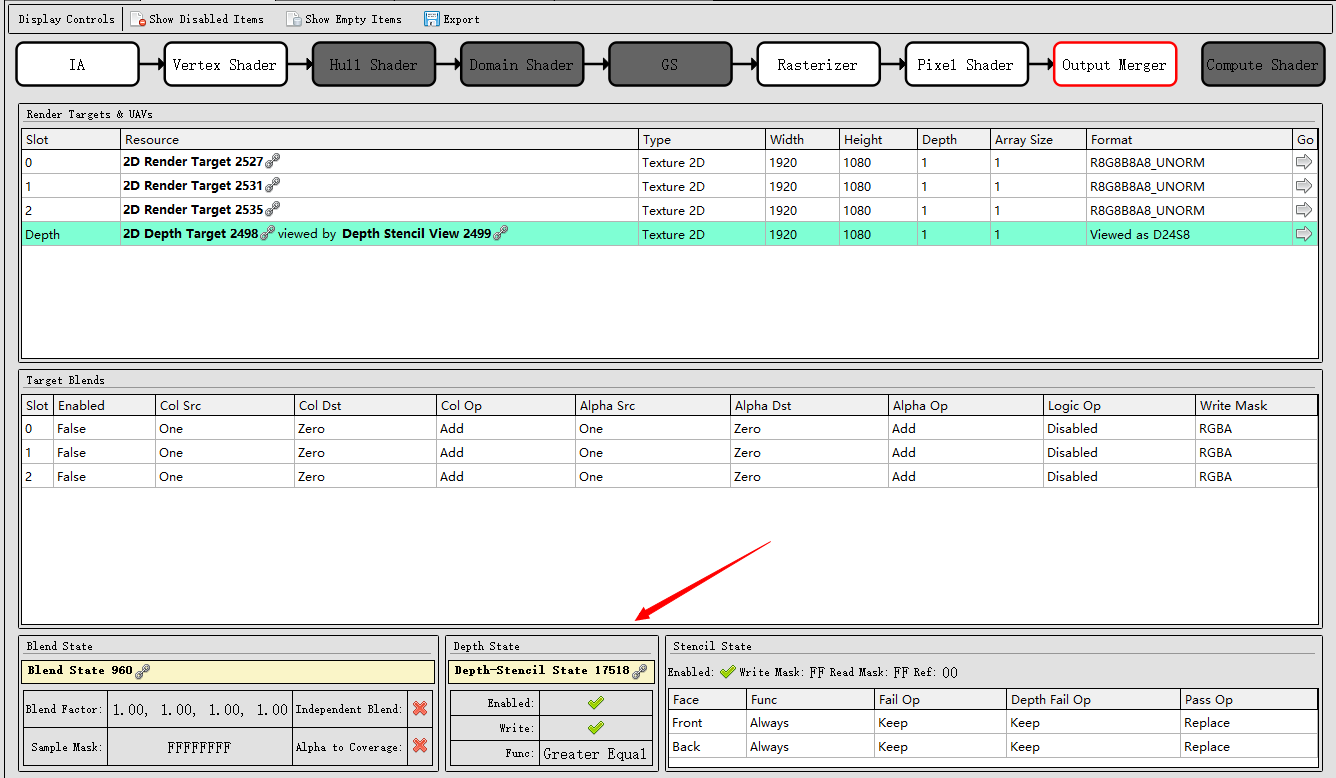 Display Controls Show Disabled Items Show Empty Items Export
IA Vertex Shader Hull Shader Domain Shader GS Rasterizer Pixel Shader Output Merger Compute Shader
Render Targets & UAVs
Slot Resource Type Width Height Depth Array Size Format Go
0 2D Render Target 2527 Texture 2D 1920 1080 1 1 R8G8B8A8_UNORM
1 2D Render Target 2531 Texture 2D 1920 1080 1 1 R8G8B8A8_UNORM
2 2D Render Target 2535 Texture 2D 1920 1080 1 1 R8G8B8A8_UNORM
Depth 2D Depth Target 2498 viewed by Depth Stencil View 2499 Texture 2D 1920 1080 1 1 Viewed as D24S8
Target Blends
Slot Enabled Col Src Col Dst Col Op Alpha Src Alpha Dst Alpha Op Logic Op Write Mask
0 False One Zero Add One Zero Add Disabled RGBA
1 False One Zero Add One Zero Add Disabled RGBA
2 False One Zero Add One Zero Add Disabled RGBA
Blend State
Blend State 960
Blend Factor: 1.00, 1.00, 1.00, 1.00 Independent Blend:
Sample Mask: FFFFFFFF Alpha to Coverage:
Depth State
Depth-Stencil State 17518
Enabled:
Write:
Func: Greater Equal
Stencil State
Enabled: Write Mask: FF Read Mask: FF Ref: 00
Face Func Fail Op Depth Fail Op Pass Op
Front Always Keep Keep Replace
Back Always Keep Keep Replace